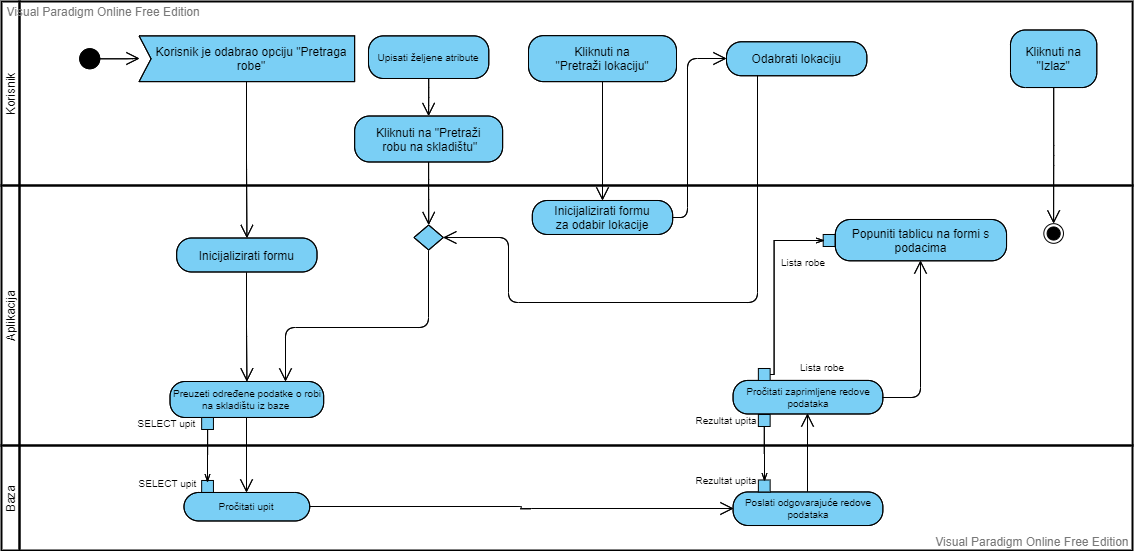 Visual Paradigm Online Free Edition
Korisnik
Korisnik je odabrao opciju "Pretraga
robe"
Upisati željene atribute
Kliknuti na
"Pretraži lokaciju"
Odabrati lokaciju
Kliknuti na
"Izlaz"
Kliknuti na "Pretraži
robu na skladištu"
Aplikacija
Inicijalizirati formu
za odabir lokacije
Inicijalizirati formu
Popuniti tablicu na formi s
podacima
Lista robe
Lista robe
Preuzeti određene podatke o robi
na skladištu iz baze
Pročitati zaprimljene redove
podataka
SELECT upit
Rezultat upita
Baza
SELECT upit
Rezultat upita
Pročitati upit
Poslati odgovarajuće redove
podataka
Visual Paradigm Online Free Edition